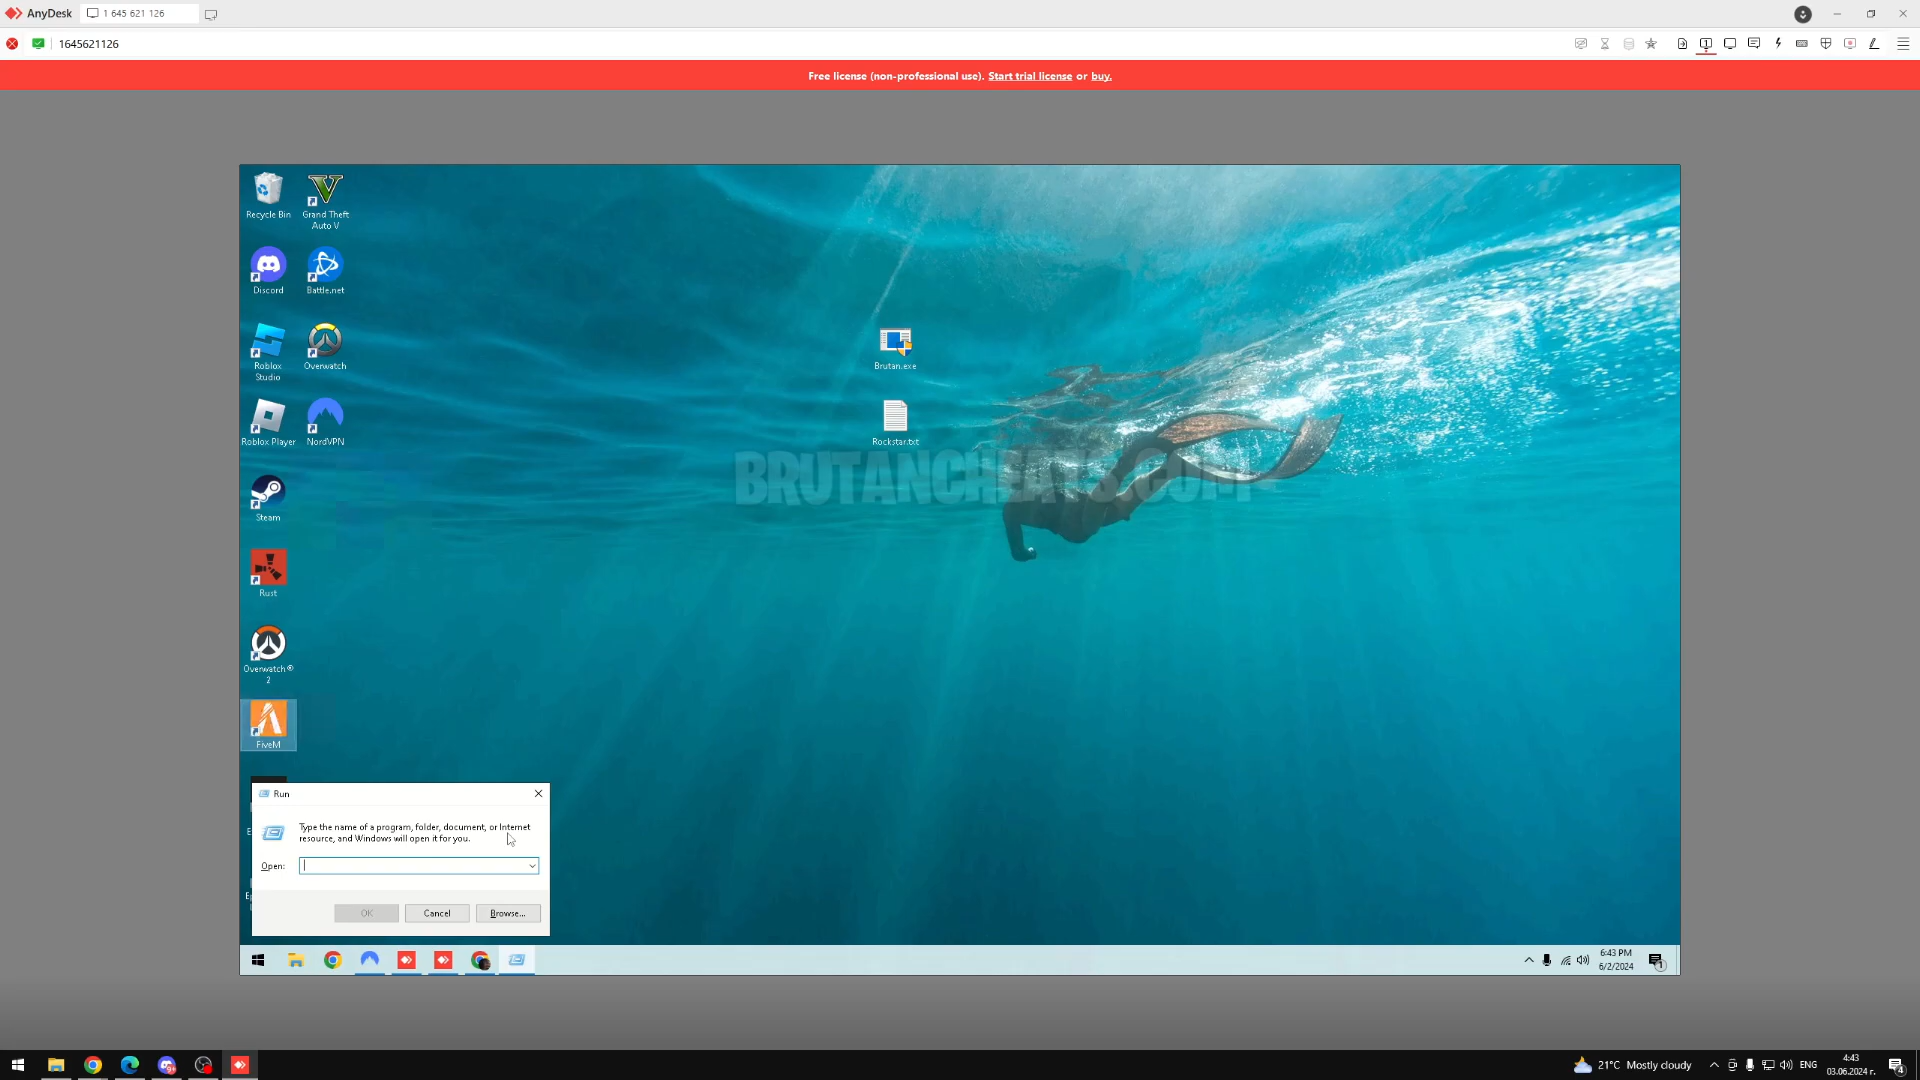 AnyDesk
1 645 621 126
1645621126
Free license (non-professional use). Start trial license or buy.
Recycle Bin
Grand Theft
Auto V
Discord
Battle.net
Roblox
Studio
Overwatch
Brutan.exe
Roblox Player
NordVPN
Rockstar.txt
BRUTANCHEATS.COM
Steam
Rust
Overwatch®
2
FiveM
Run
Type the name of a program, folder, document, or Internet
resource, and Windows will open it for you.
Open:
OK
Cancel
Browse...
6:43 PM
6/2/2024
1
21°C Mostly cloudy
ENG
4:43
03.06.2024 г.
4